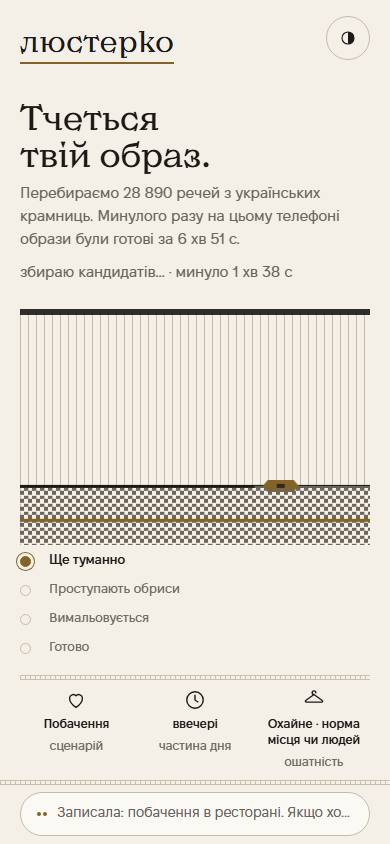 люстерко
Тчеться
твій образ.
Перебираємо 28 890 речей з українських
крамниць. Минулого разу на цьому телефоні
образи були готові за 6 хв 51 с.
збираю кандидатів... · минуло 1 хв 38 с
Ще туманно
Проступають обриси
Вимальовується
Готово
Побачення
сценарій
ввечері
частина дня
Охайне · норма
місця чи людей
ошатність
Записала: побачення в ресторані. Якщо хо...